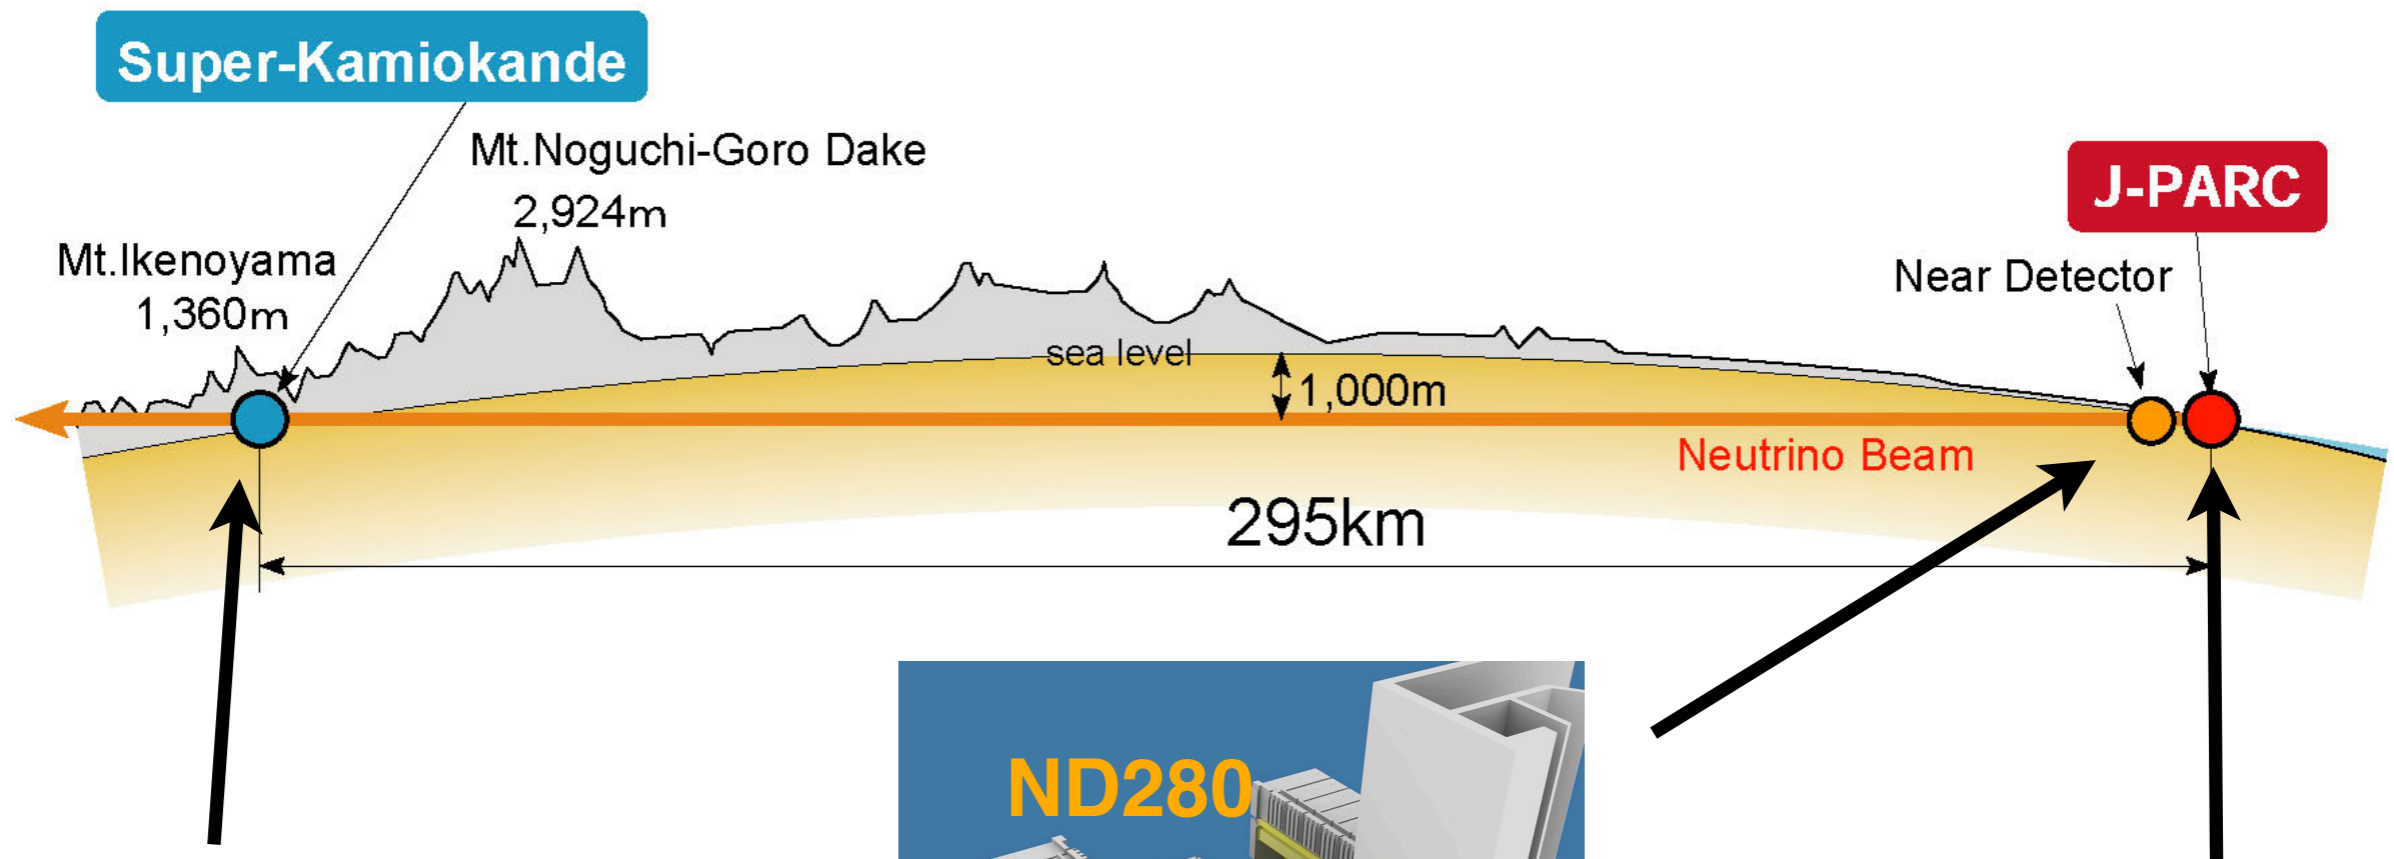 Super-Kamiokande
Mt.Noguchi-Goro Dake
2,924m
Mt.Ikenoyama
1,360m
J-PARC
Near Detector
sea level
1,000m
Neutrino Beam
295km
ND280